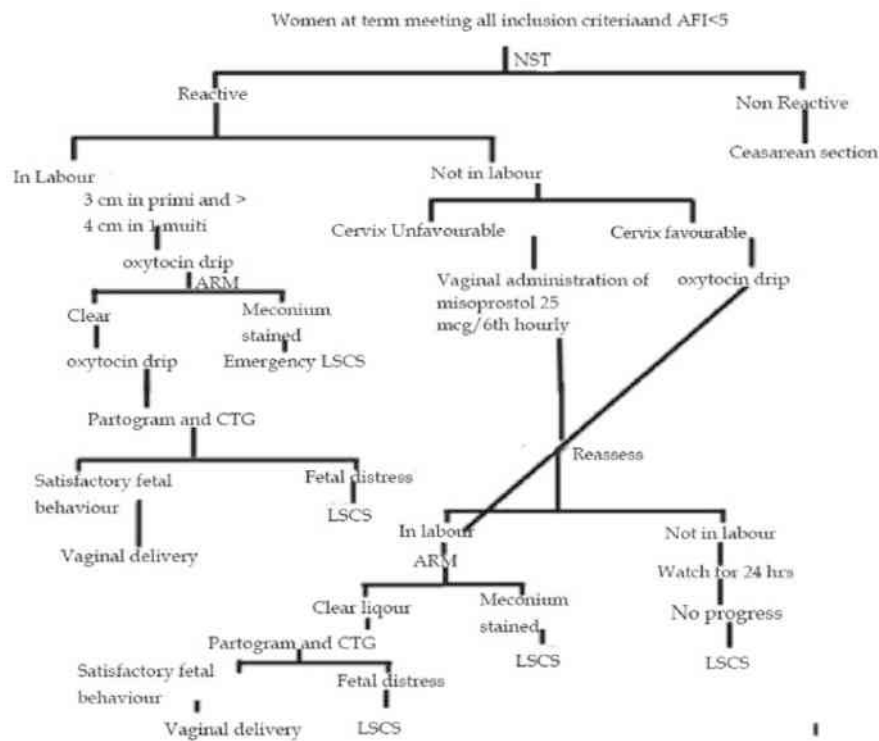 Women at term meeting all inclusion criteriaand AFI<5
NST
Reactive
Non Reactive
Ceasarean section
In Labour
Not in labour
3 cm in primi and >
4 cm in 1 muiti
Cervix Unfavourable
Cervix favourable
oxytocin drip
ARM
Vaginal administration of
misoprostol 25
mcg/6th hourly
oxytocin drip
Clear
Meconium
stained
oxytocin drip
Emergency LSCS
Partogram and CTG
Reassess
Satisfactory fetal
behaviour
Fetal distress
LSCS
Vaginal delivery
In labour
Not in labour
ARM
Watch for 24 hrs
Clear liqour
Meconium
stained
No progress
Partogram and CTG
LSCS
LSCS
Satisfactory fetal
behaviour
Fetal distress
Vaginal delivery
LSCS